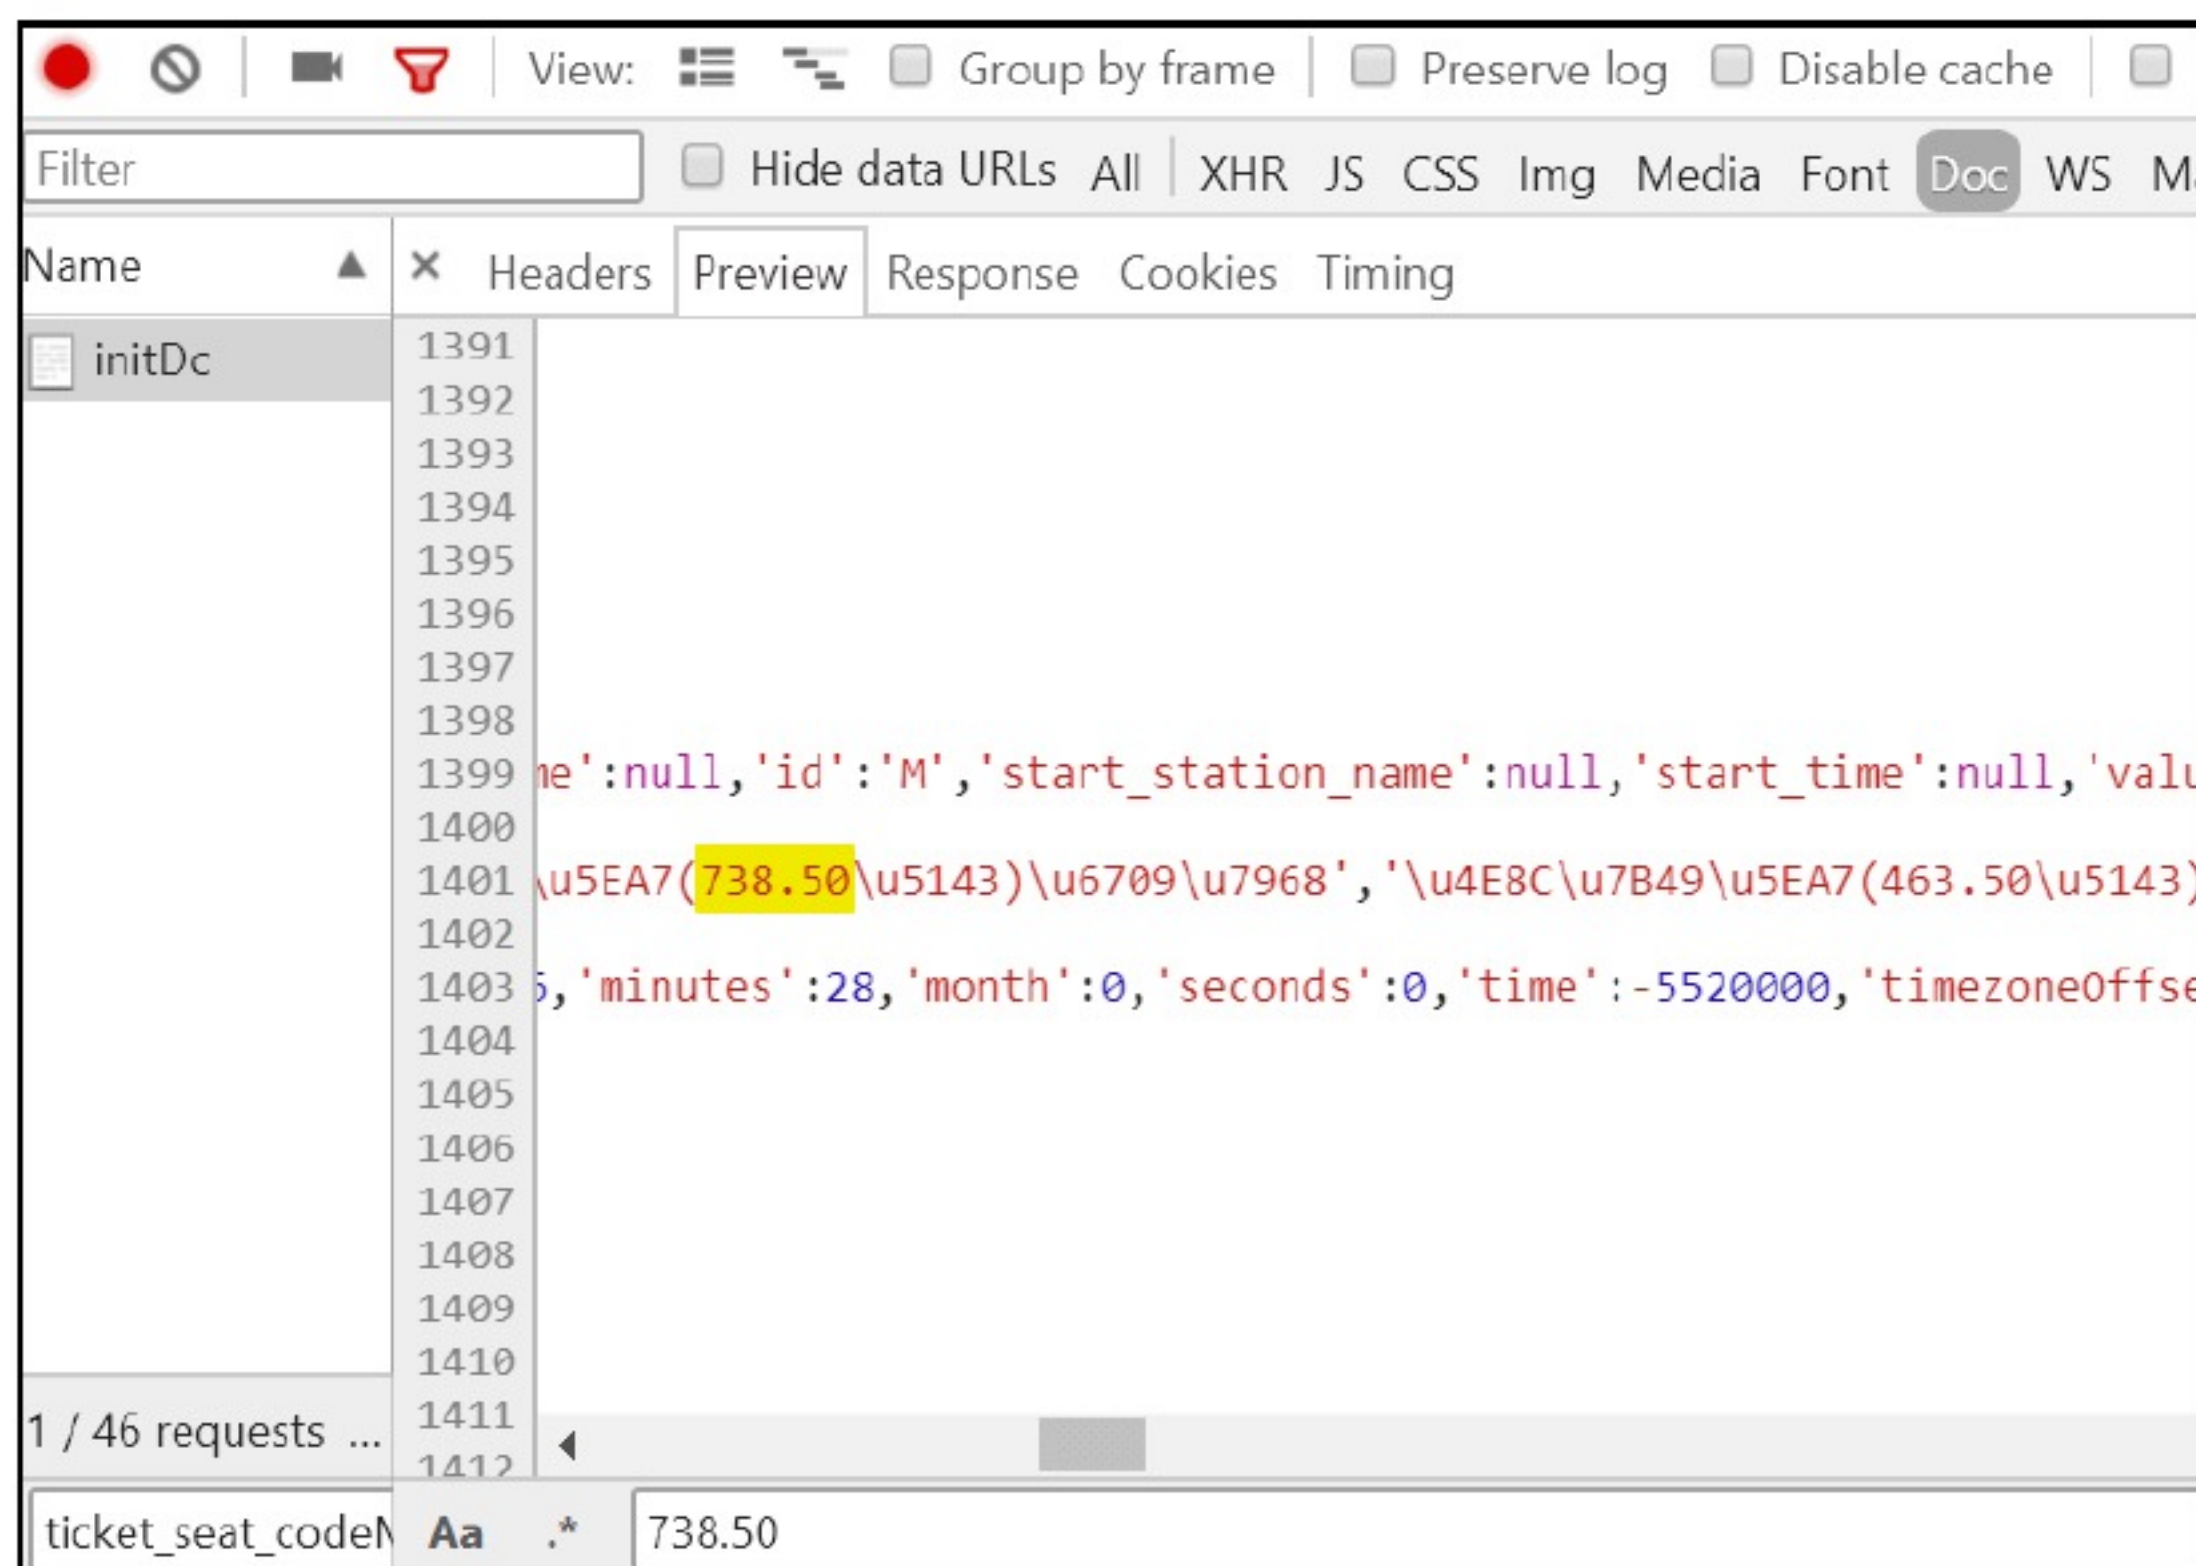 View: Group by frame Preserve log Disable cache
Filter Hide data URLs All XHR JS CSS Img Media Font Doc WS
Name × Headers Preview Response Cookies Timing
initDc
1391
1392
1393
1394
1395
1396
1397
1398
1399 ne':null,'id':'M','start_station_name':null,'start_time':null,'valu
1400
1401 \u5EA7(738.50\u5143)\u6709\u7968','\u4E8C\u7B49\u5EA7(463.50\u5143)
1402
1403 5,'minutes':28,'month':0,'seconds':0,'time':-5520000,'timezoneOffse
1404
1405
1406
1407
1408
1409
1410
1411
1412
1 / 46 requests ...
ticket_seat_codeM Aa .* 738.50